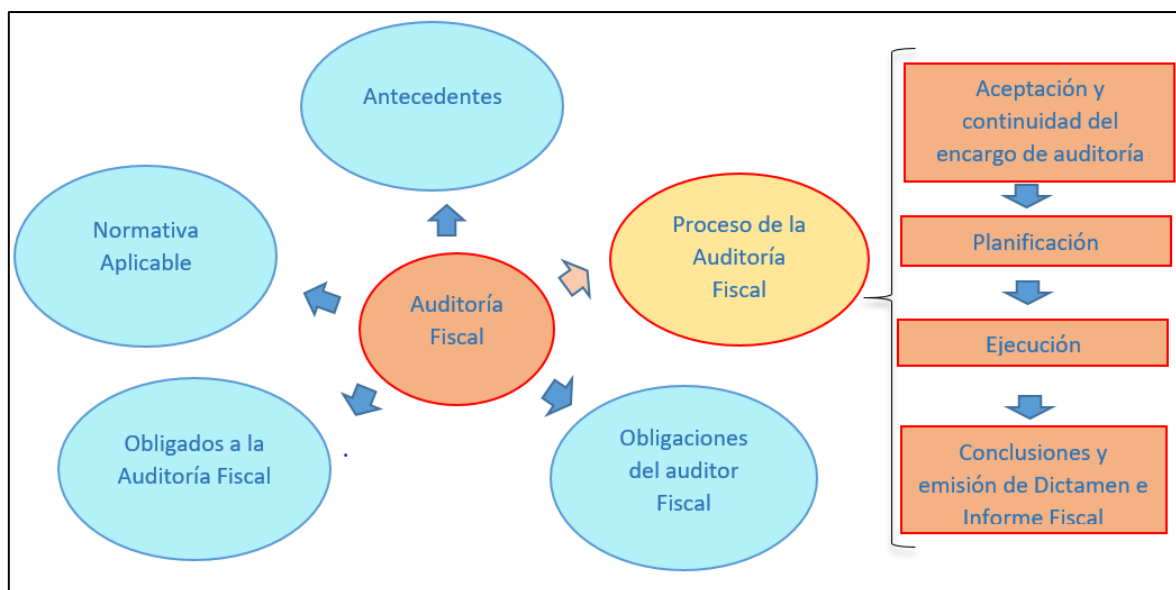 Antecedentes
Normativa
Aplicable
Auditoría
Fiscal
Proceso de la
Auditoría
Fiscal
Obligados a la
Auditoría Fiscal
Obligaciones
del auditor
Fiscal
Aceptación y
continuidad del
encargo de auditoría
Planificación
Ejecución
Conclusiones y
emisión de Dictamen e
Informe Fiscal